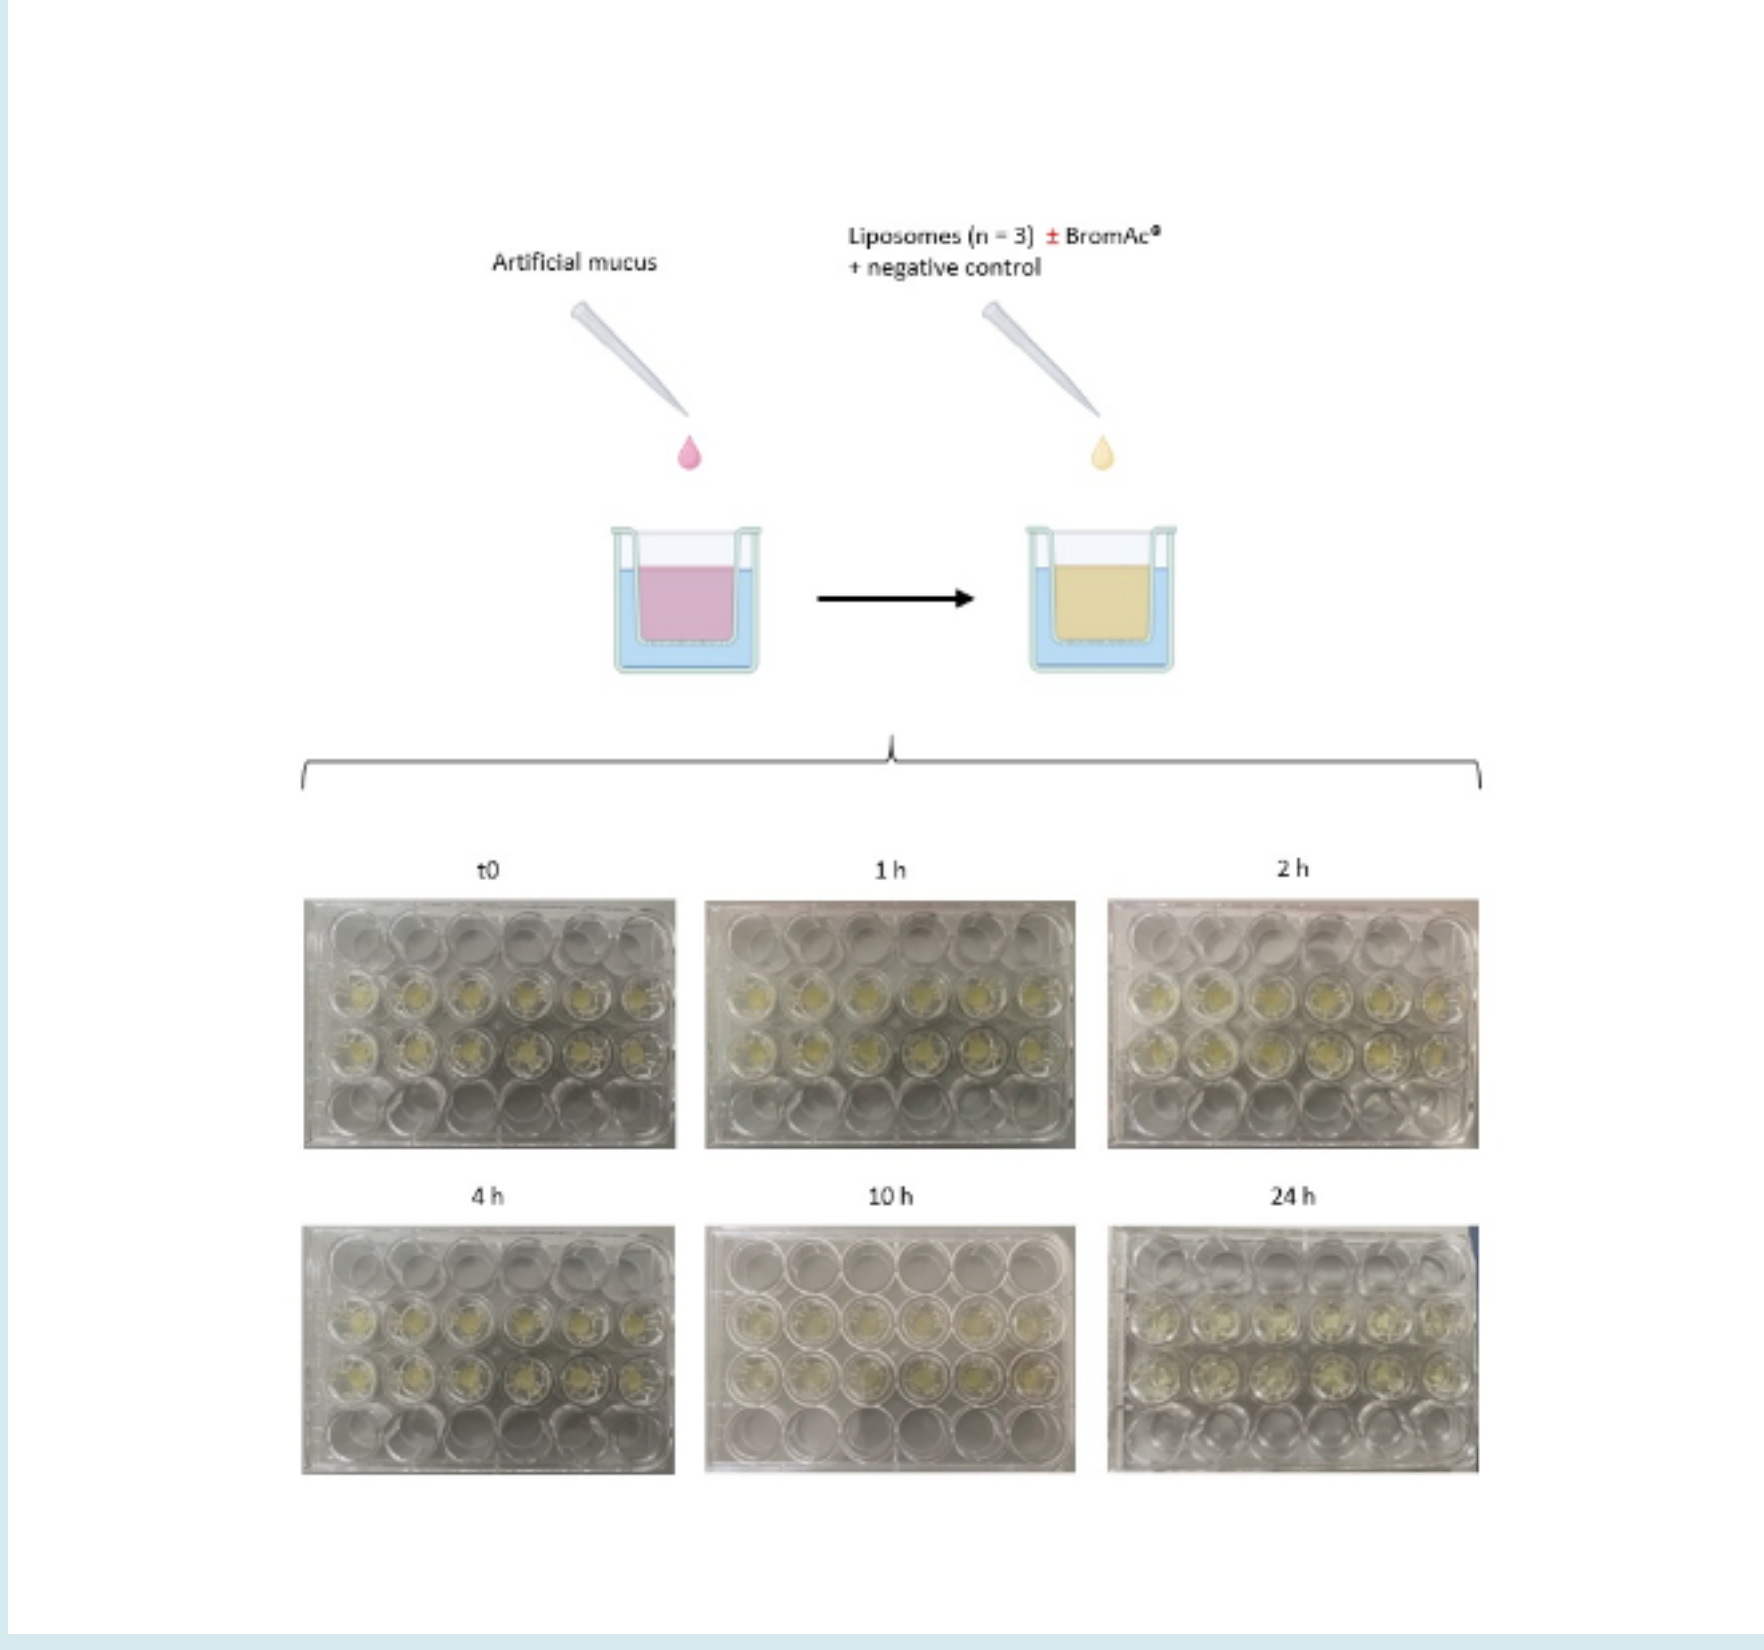 Artificial mucus
Liposomes (n = 3) ± BromAc®
+ negative control
t0
1 h
2 h
4 h
10 h
24 h